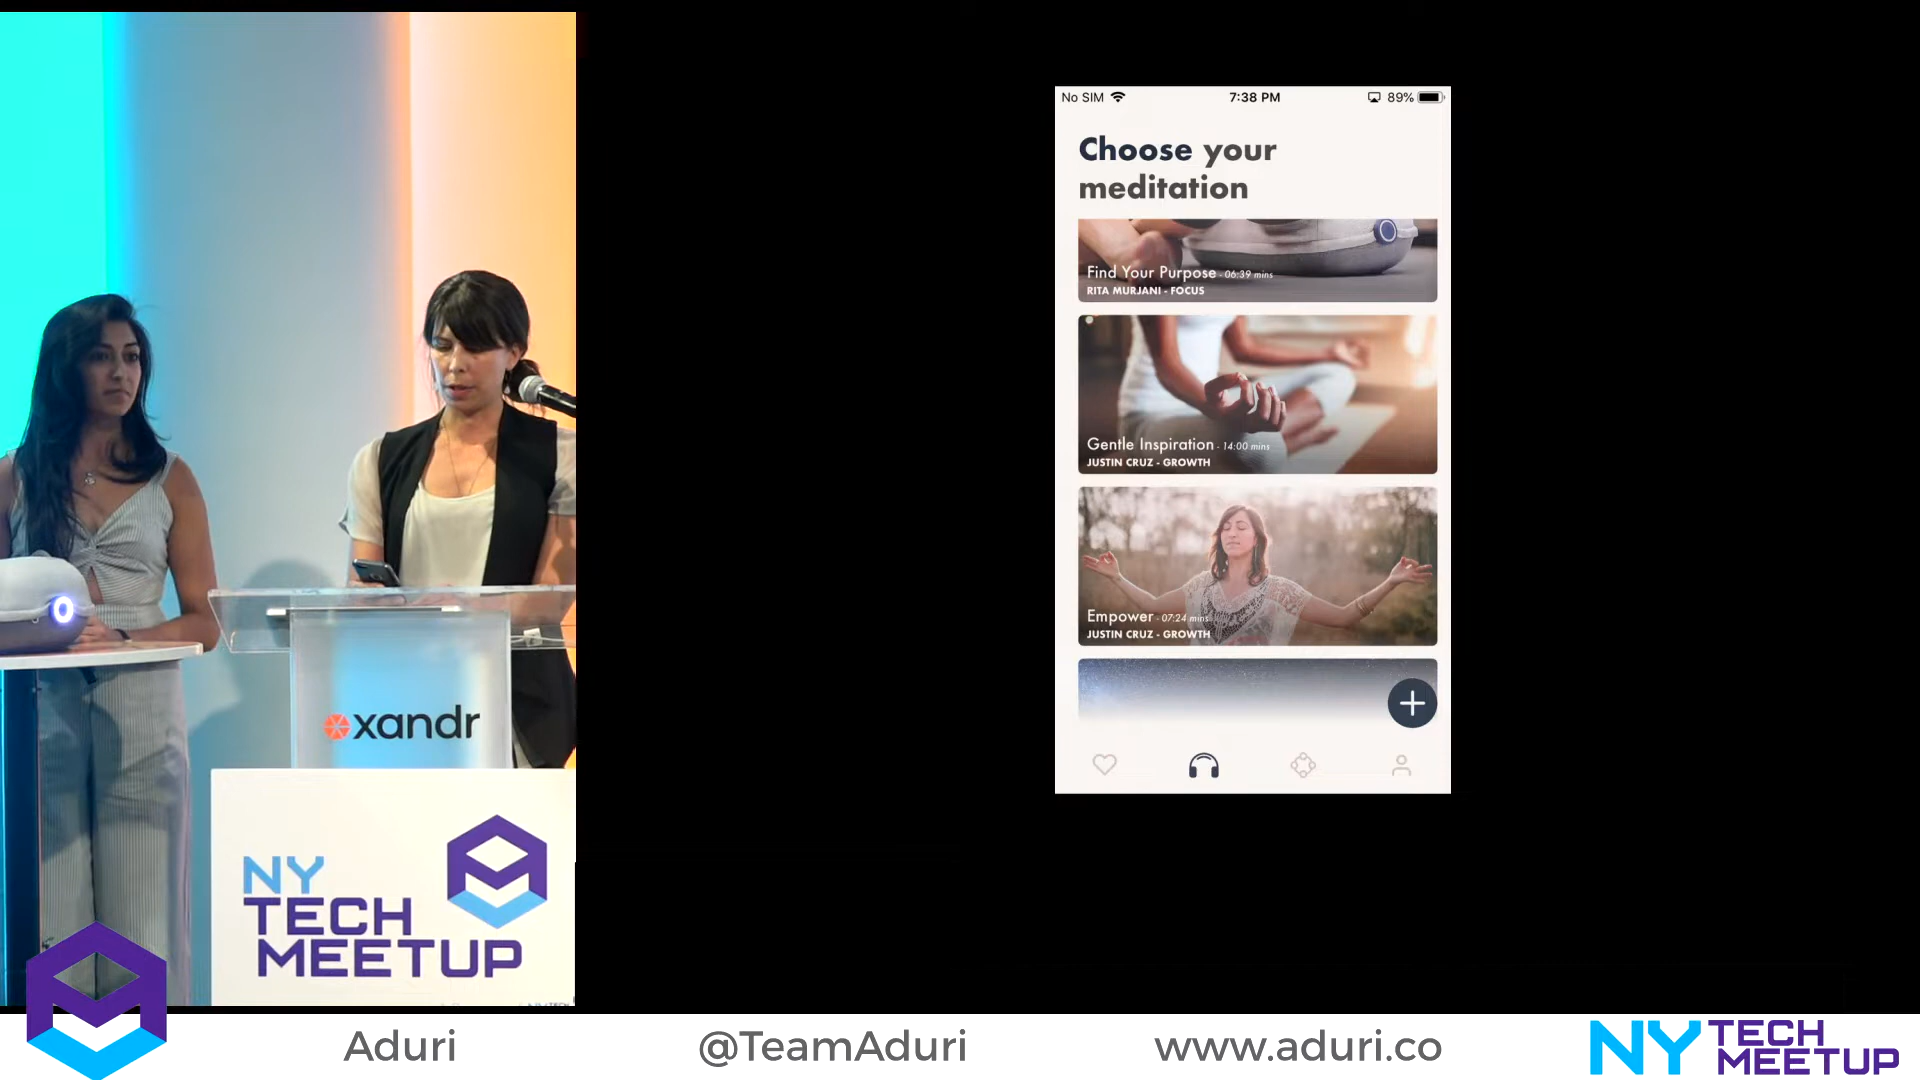 No SIM
7:38 PM
89%
Choose your
meditation
Find Your Purpose - 06:39 mins
RITA MURJANI - FOCUS
Gentle Inspiration - 14:00 mins
JUSTIN CRUZ - GROWTH
Empower - 07:24 mins
JUSTIN CRUZ - GROWTH
xandr
NY
TECH
MEETUP
Aduri
@TeamAduri
www.aduri.co
NY TECH
MEETUP